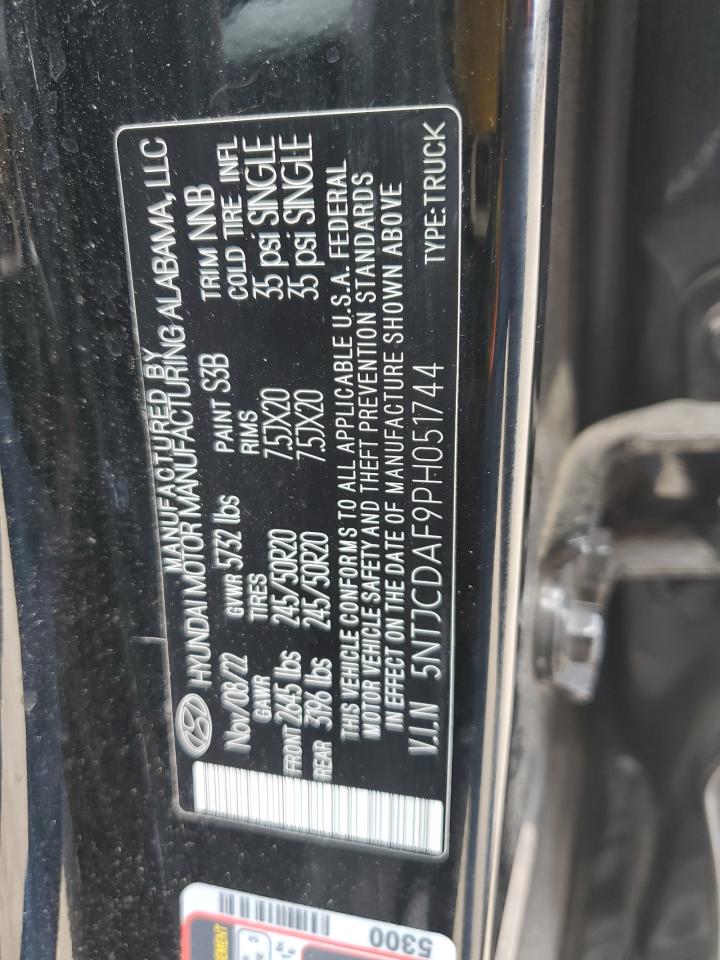 MANUFACTURED BY
HYUNDAI MOTOR MANUFACTURING ALABAMA, LLC
Nov/08/22 GVWR 5732 lbs PAINT S3B TRIM NNB
GAWR TIRES RIMS COLD TIRE INFL
FRONT 2645 lbs 245/50R20 7.5JX20 35 psi SINGLE
REAR 3196 lbs 245/50R20 7.5JX20 35 psi SINGLE
THIS VEHICLE CONFORMS TO ALL APPLICABLE U.S.A. FEDERAL
MOTOR VEHICLE SAFETY AND THEFT PREVENTION STANDARDS
IN EFFECT ON THE DATE OF MANUFACTURE SHOWN ABOVE
V.I.N 5NTJCDAF9PH051744 TYPE:TRUCK
5300